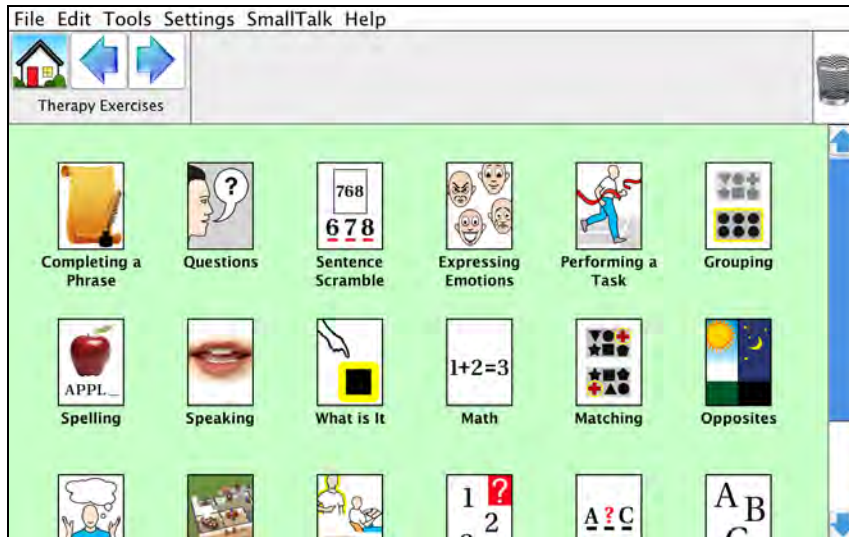 File Edit Tools Settings SmallTalk Help
Therapy Exercises
?
768
678
Completing a Phrase
Questions
Sentence Scramble
Expressing Emotions
Performing a Task
Grouping
APPL_
1+2=3
Spelling
Speaking
What is It
Math
Matching
Opposites
1 ?
2
A ? C
A B